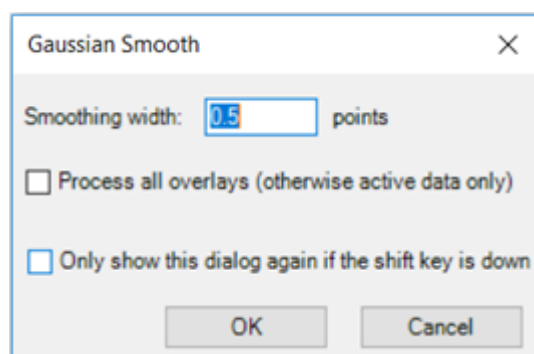 Gaussian Smooth
Smoothing width: 0.5 points
Process all overlays (otherwise active data only)
Only show this dialog again if the shift key is down
OK Cancel